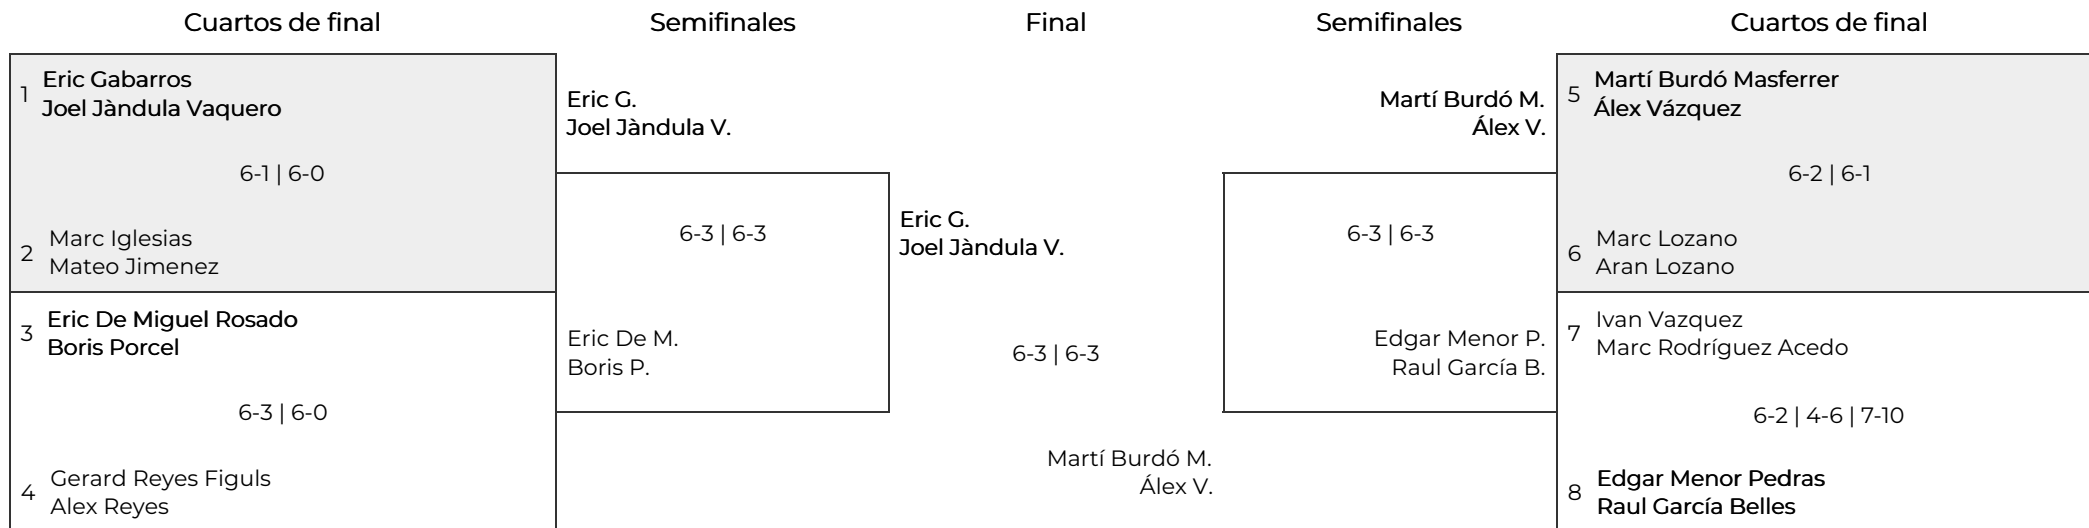 Cuartos de final
Semifinales
Final
Semifinales
Cuartos de final
1
Eric Gabarros
Joel Jàndula Vaquero
6-1 | 6-0
2
Marc Iglesias
Mateo Jimenez
3
Eric De Miguel Rosado
Boris Porcel
6-3 | 6-0
4
Gerard Reyes Figuls
Alex Reyes
Eric G.
Joel Jàndula V.
6-3 | 6-3
Eric De M.
Boris P.
Eric G.
Joel Jàndula V.
6-3 | 6-3
Martí Burdó M.
Álex V.
Martí Burdó M.
Álex V.
6-3 | 6-3
Edgar Menor P.
Raul García B.
5
Martí Burdó Masferrer
Álex Vázquez
6-2 | 6-1
6
Marc Lozano
Aran Lozano
7
Ivan Vazquez
Marc Rodríguez Acedo
6-2 | 4-6 | 7-10
8
Edgar Menor Pedras
Raul García Belles